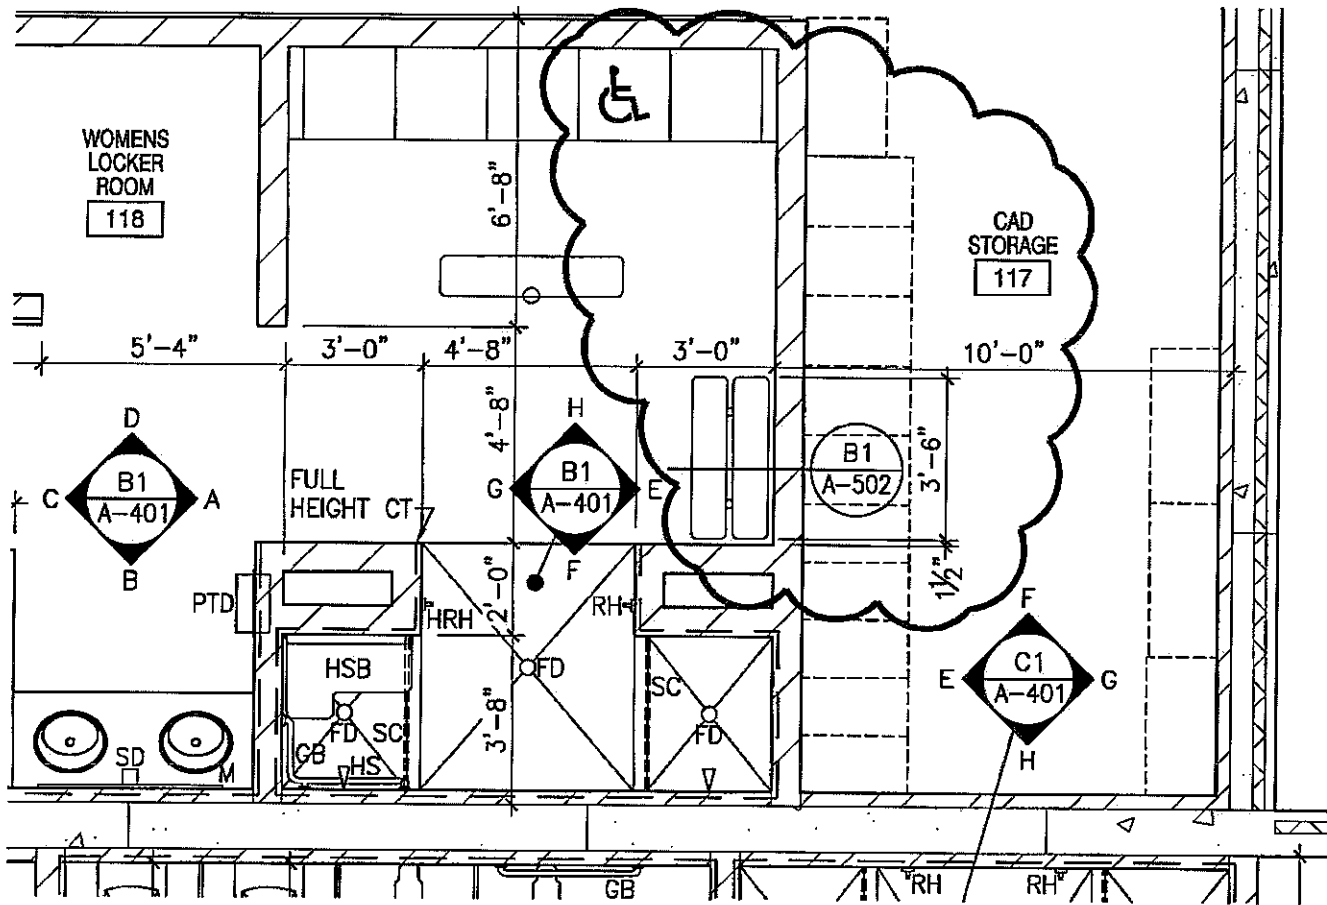 WOMENS
LOCKER
ROOM
118
6'-8"
CAD
STORAGE
117
5'-4"
3'-0"
4'-8"
3'-0"
10'-0"
D
C
B1
A-401
A
B
FULL
HEIGHT CT
4'-8"
H
G
B1
A-401
E
F
B1
A-502
3'-6"
1½"
PTD
HRH
2'-0"
RH
FD
HSB
SC
FD
SC
GB
HS
3'-8"
FD
F
E
C1
A-401
G
H
SD
M
GB
RH
RH